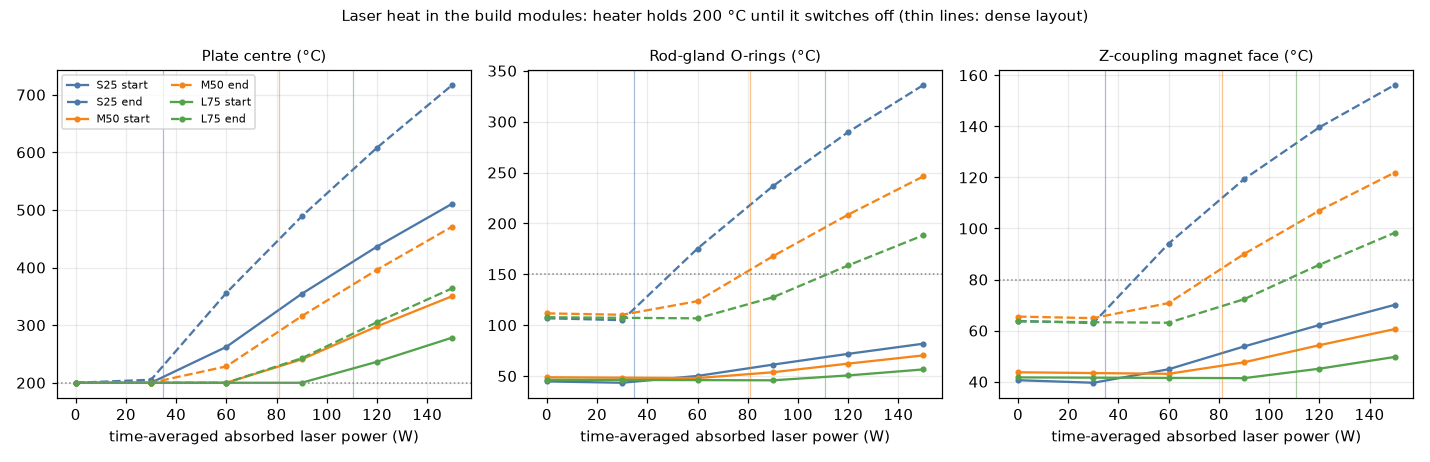 Laser heat in the build modules: heater holds 200 °C until it switches off (thin lines: dense layout)
Plate centre (°C)
S25 start
S25 end
M50 start
M50 end
L75 start
L75 end
700
600
500
400
300
200
0 20 40 60 80 100 120 140
time-averaged absorbed laser power (W)
Rod-gland O-rings (°C)
350
300
250
200
150
100
50
0 20 40 60 80 100 120 140
time-averaged absorbed laser power (W)
Z-coupling magnet face (°C)
160
140
120
100
80
60
40
0 20 40 60 80 100 120 140
time-averaged absorbed laser power (W)